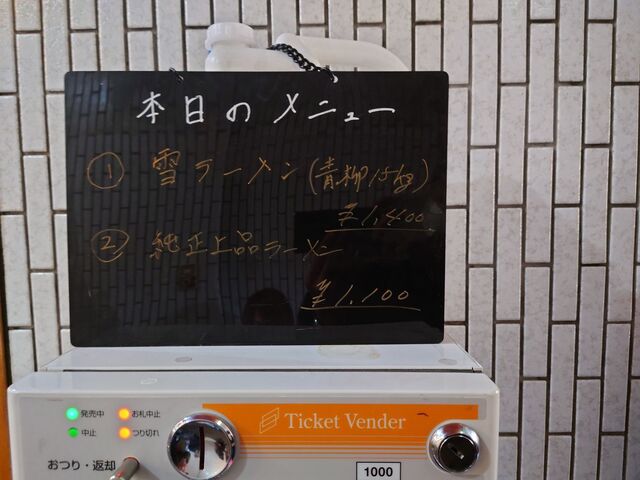 本日のメニュー
① 雪ラーメン(青柳
¥1,400
② 純正上品ラーメン
¥1,100
発売中 お札中止
中止 つり切れ
Ticket Vender
おつり・返却
1000